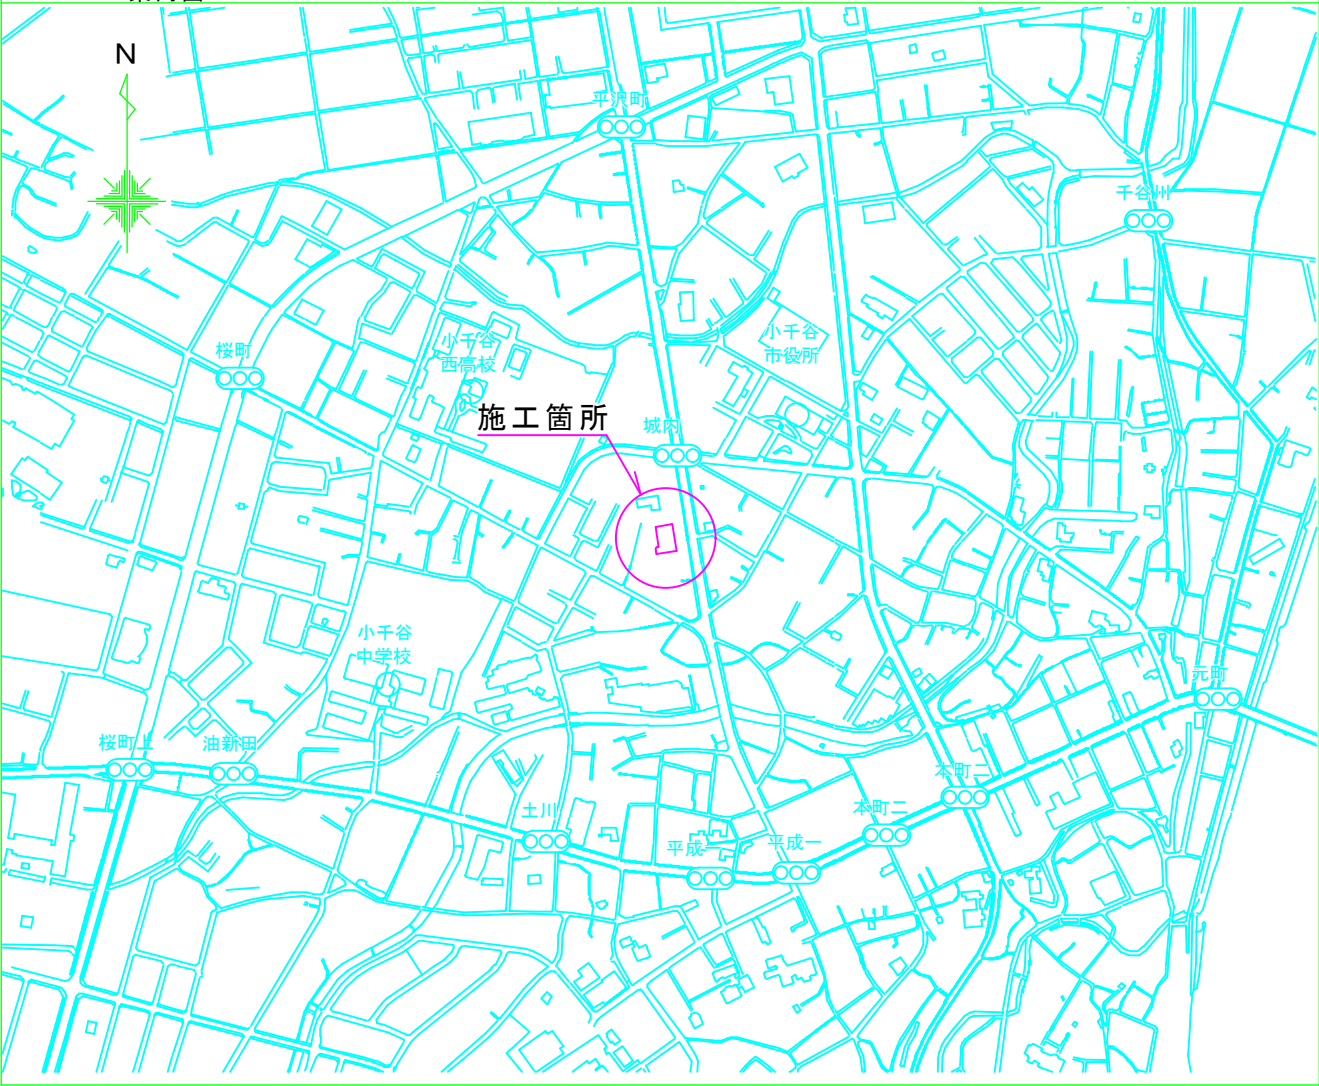 N
平沢町
千谷川
小千谷
西高校
小千谷
市役所
桜町
施工箇所
城内
小千谷
中学校
元町
桜町上
油新田
本町二
土川
本町二
平成二
平成一